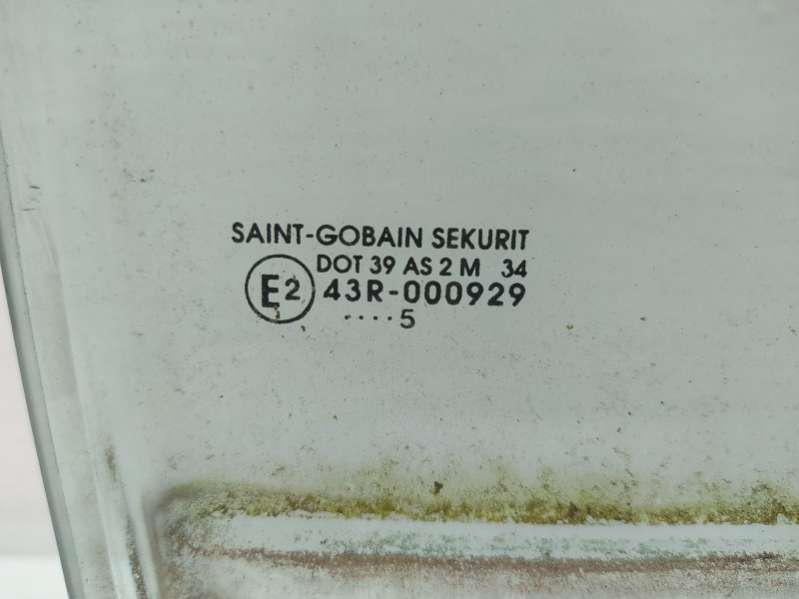 SAINT-GOBAIN SEKURIT
DOT 39 AS 2 M 34
E2 43R-000929
....5